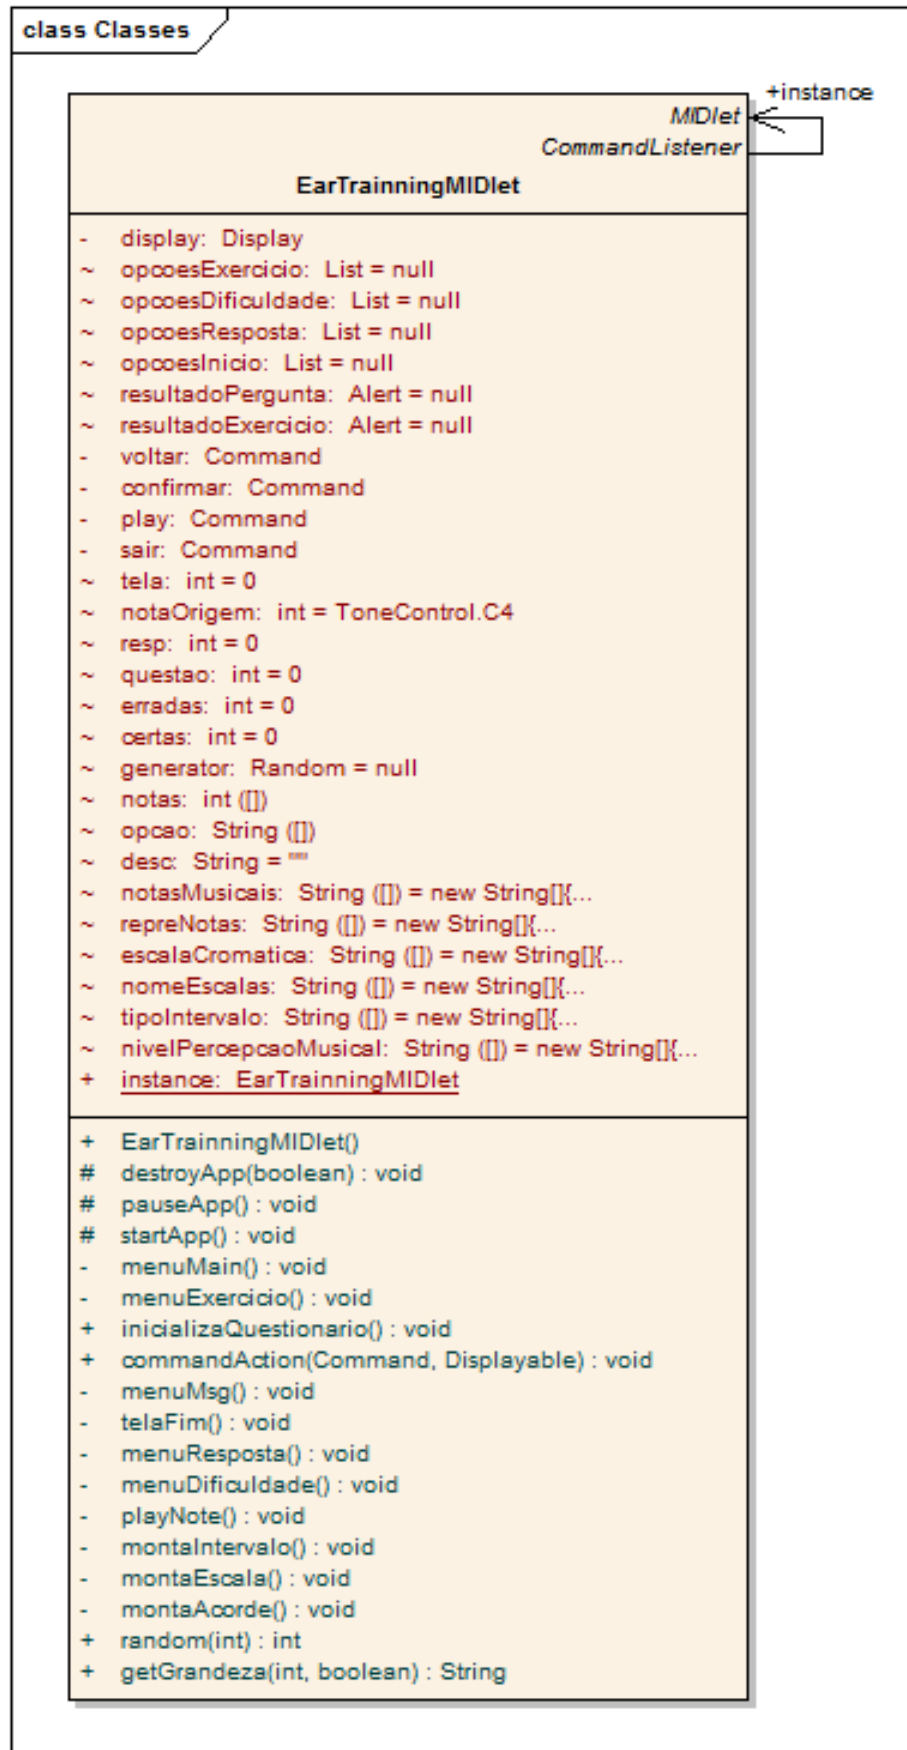 class Classes
+instance
MIDlet
CommandListener
EarTrainningMIDlet
- display: Display
~ opcoesExercicio: List = null
~ opcoesDificuldade: List = null
~ opcoesResposta: List = null
~ opcoesInicio: List = null
~ resultadoPergunta: Alert = null
~ resultadoExercicio: Alert = null
- voltar: Command
- confirmar: Command
- play: Command
- sair: Command
~ tela: int = 0
~ notaOrigem: int = ToneControl.C4
~ resp: int = 0
~ questao: int = 0
~ erradas: int = 0
~ certas: int = 0
~ generator: Random = null
~ notas: int ([])
~ opcao: String ([])
~ desc: String = ""
~ notasMusicais: String ([]) = new String[]{...
~ repreNotas: String ([]) = new String[]{...
~ escalaCromatica: String ([]) = new String[]{...
~ nomeEscalas: String ([]) = new String[]{...
~ tipoIntervalo: String ([]) = new String[]{...
~ nivelPercepcaoMusical: String ([]) = new String[]{...
+ instance: EarTrainningMIDlet
+ EarTrainningMIDlet()
# destroyApp(boolean) : void
# pauseApp() : void
# startApp() : void
- menuMain() : void
- menuExercicio() : void
+ inicializaQuestionario() : void
+ commandAction(Command, Displayable) : void
- menuMsg() : void
- telaFim() : void
- menuResposta() : void
- menuDificuldade() : void
- playNote() : void
- montaIntervalo() : void
- montaEscala() : void
- montaAcorde() : void
+ random(int) : int
+ getGrandeza(int, boolean) : String